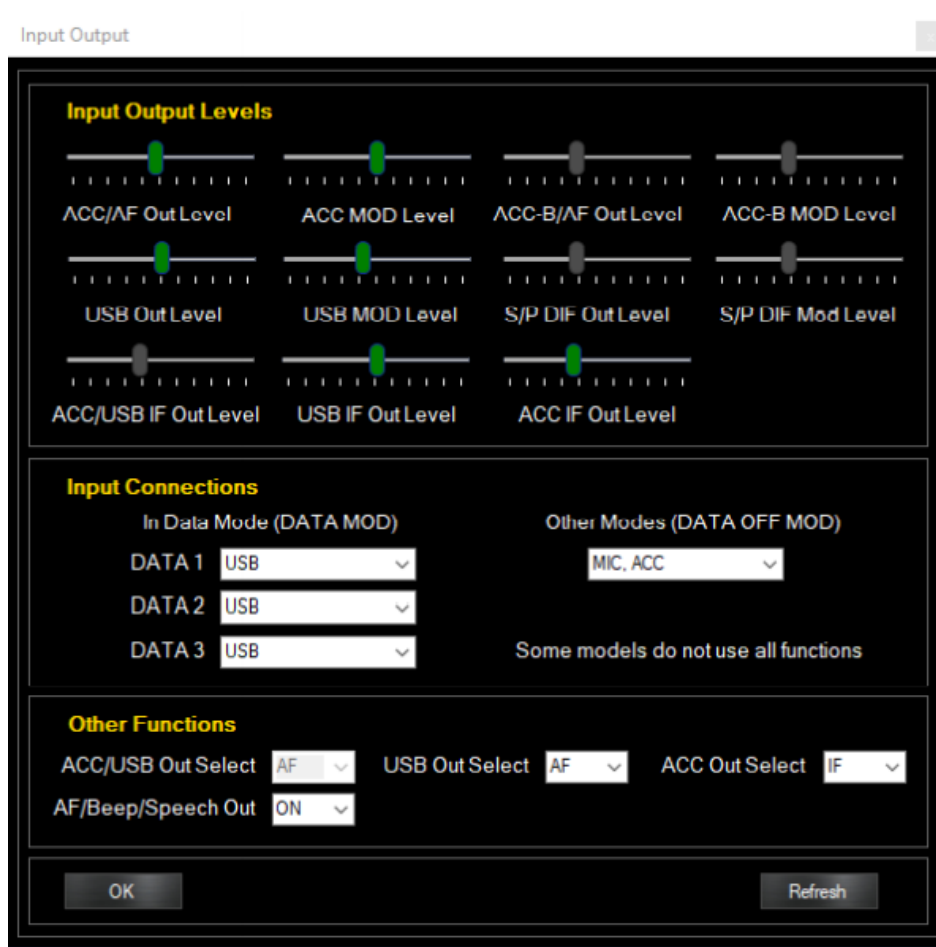 Input Output
x
Input Output Levels
ACC/AF Out Level ACC MOD Level ACC-B/AF Out Level ACC-B MOD Level
USB Out Level USB MOD Level S/P DIF Out Level S/P DIF Mod Level
ACC/USB IF Out Level USB IF Out Level ACC IF Out Level
Input Connections
In Data Mode (DATA MOD) Other Modes (DATA OFF MOD)
DATA 1 USB MIC, ACC
DATA 2 USB
DATA 3 USB Some models do not use all functions
Other Functions
ACC/USB Out Select AF USB Out Select AF ACC Out Select IF
AF/Beep/Speech Out ON
OK Refresh